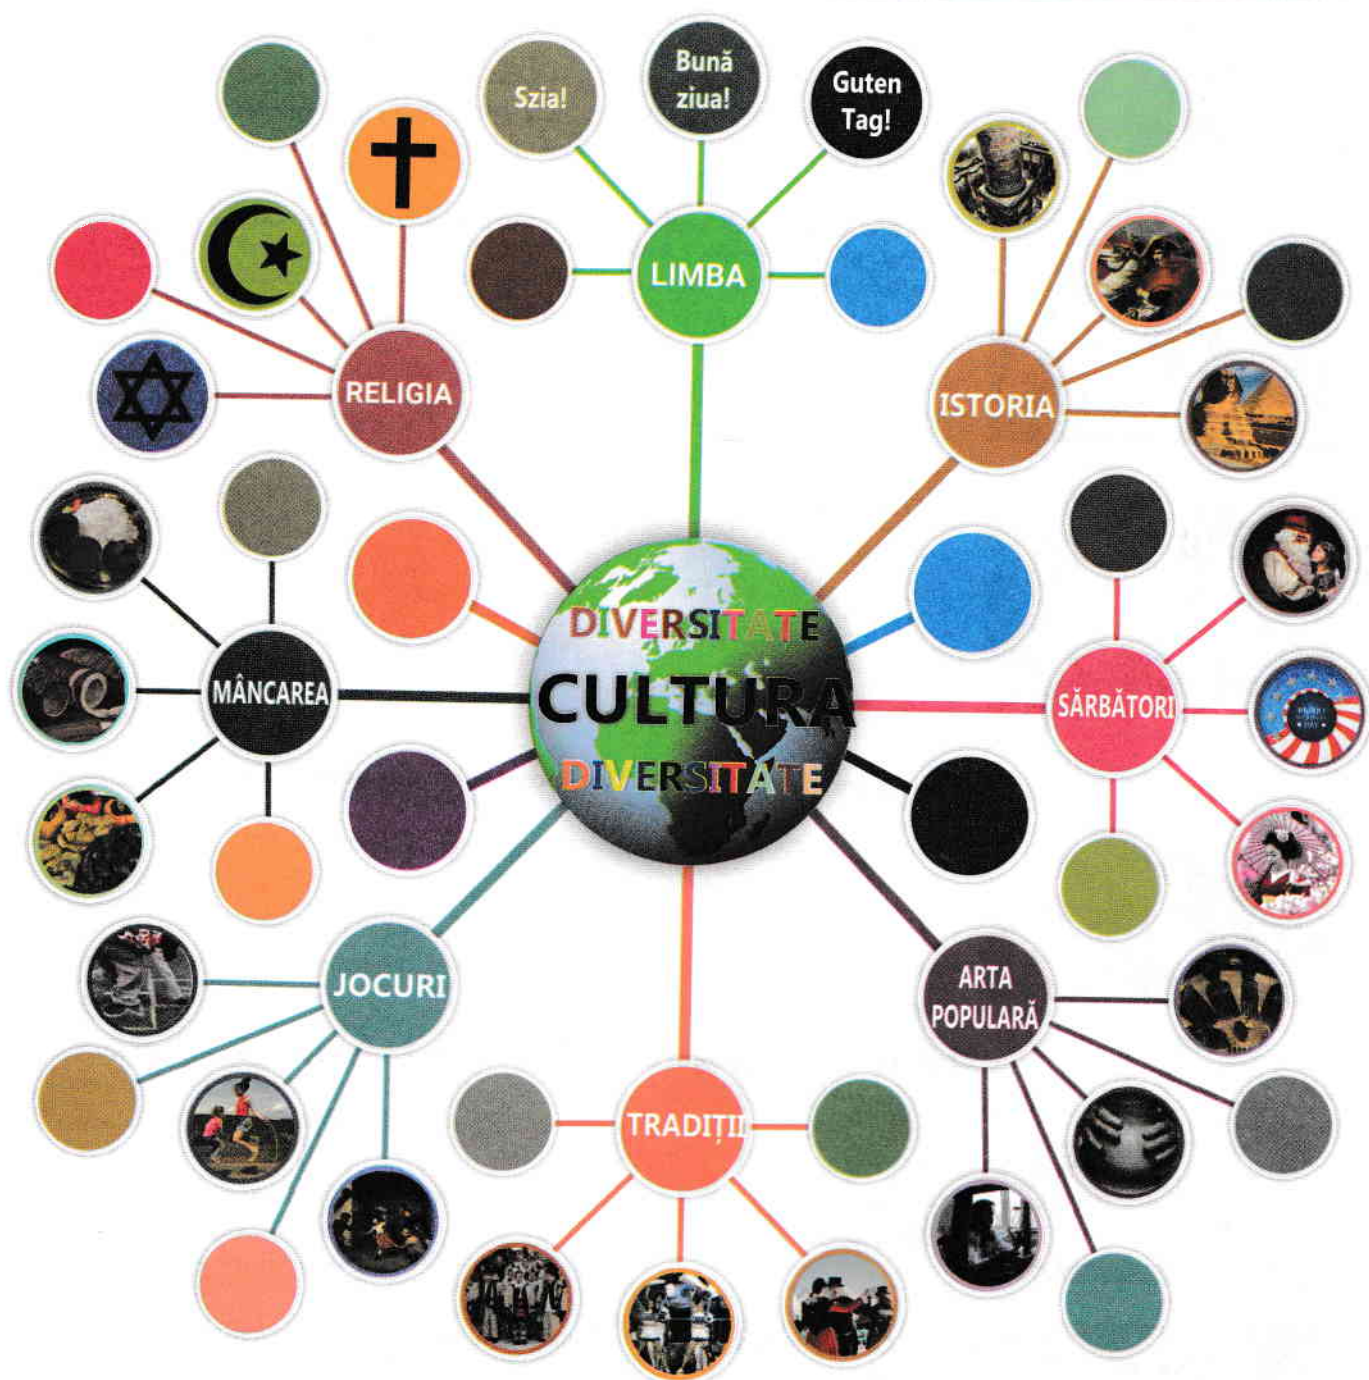 Szia!
Bună
ziua!
Guten
Tag!
LIMBA
RELIGIA
ISTORIA
DIVERSITATE
CULTURA
DIVERSITATE
MÂNCAREA
SĂRBĂTORI
JOCURI
ARTA
POPULARĂ
TRADIȚII